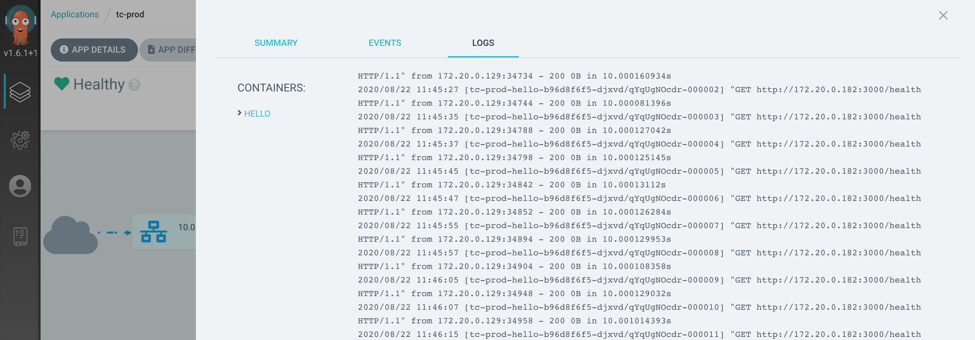 Applications / tc-prod
v1.6.1+1
APP DETAILS
APP DIFF
Healthy
10.0
SUMMARY EVENTS LOGS
CONTAINERS:
HELLO
HTTP/1.1" from 172.20.0.129:34734 - 200 0B in 10.000160934s
2020/08/22 11:45:27 [tc-prod-hello-b96d8f6f5-djxvd/qYqUgNOcdr-000002] "GET http://172.20.0.182:3000/health
HTTP/1.1" from 172.20.0.129:34744 - 200 0B in 10.000081396s
2020/08/22 11:45:35 [tc-prod-hello-b96d8f6f5-djxvd/qYqUgNOcdr-000003] "GET http://172.20.0.182:3000/health
HTTP/1.1" from 172.20.0.129:34788 - 200 0B in 10.000127042s
2020/08/22 11:45:37 [tc-prod-hello-b96d8f6f5-djxvd/qYqUgNOcdr-000004] "GET http://172.20.0.182:3000/health
HTTP/1.1" from 172.20.0.129:34798 - 200 0B in 10.000125145s
2020/08/22 11:45:45 [tc-prod-hello-b96d8f6f5-djxvd/qYqUgNOcdr-000005] "GET http://172.20.0.182:3000/health
HTTP/1.1" from 172.20.0.129:34842 - 200 0B in 10.00013112s
2020/08/22 11:45:47 [tc-prod-hello-b96d8f6f5-djxvd/qYqUgNOcdr-000006] "GET http://172.20.0.182:3000/health
HTTP/1.1" from 172.20.0.129:34852 - 200 0B in 10.000126284s
2020/08/22 11:45:55 [tc-prod-hello-b96d8f6f5-djxvd/qYqUgNOcdr-000007] "GET http://172.20.0.182:3000/health
HTTP/1.1" from 172.20.0.129:34894 - 200 0B in 10.000129953s
2020/08/22 11:45:57 [tc-prod-hello-b96d8f6f5-djxvd/qYqUgNOcdr-000008] "GET http://172.20.0.182:3000/health
HTTP/1.1" from 172.20.0.129:34904 - 200 0B in 10.000108358s
2020/08/22 11:46:05 [tc-prod-hello-b96d8f6f5-djxvd/qYqUgNOcdr-000009] "GET http://172.20.0.182:3000/health
HTTP/1.1" from 172.20.0.129:34948 - 200 0B in 10.000129032s
2020/08/22 11:46:07 [tc-prod-hello-b96d8f6f5-djxvd/qYqUgNOcdr-000010] "GET http://172.20.0.182:3000/health
HTTP/1.1" from 172.20.0.129:34958 - 200 0B in 10.001014393s
2020/08/22 11:46:15 [tc-prod-hello-b96d8f6f5-djxvd/qYqUgNOcdr-000011] "GET http://172.20.0.182:3000/health